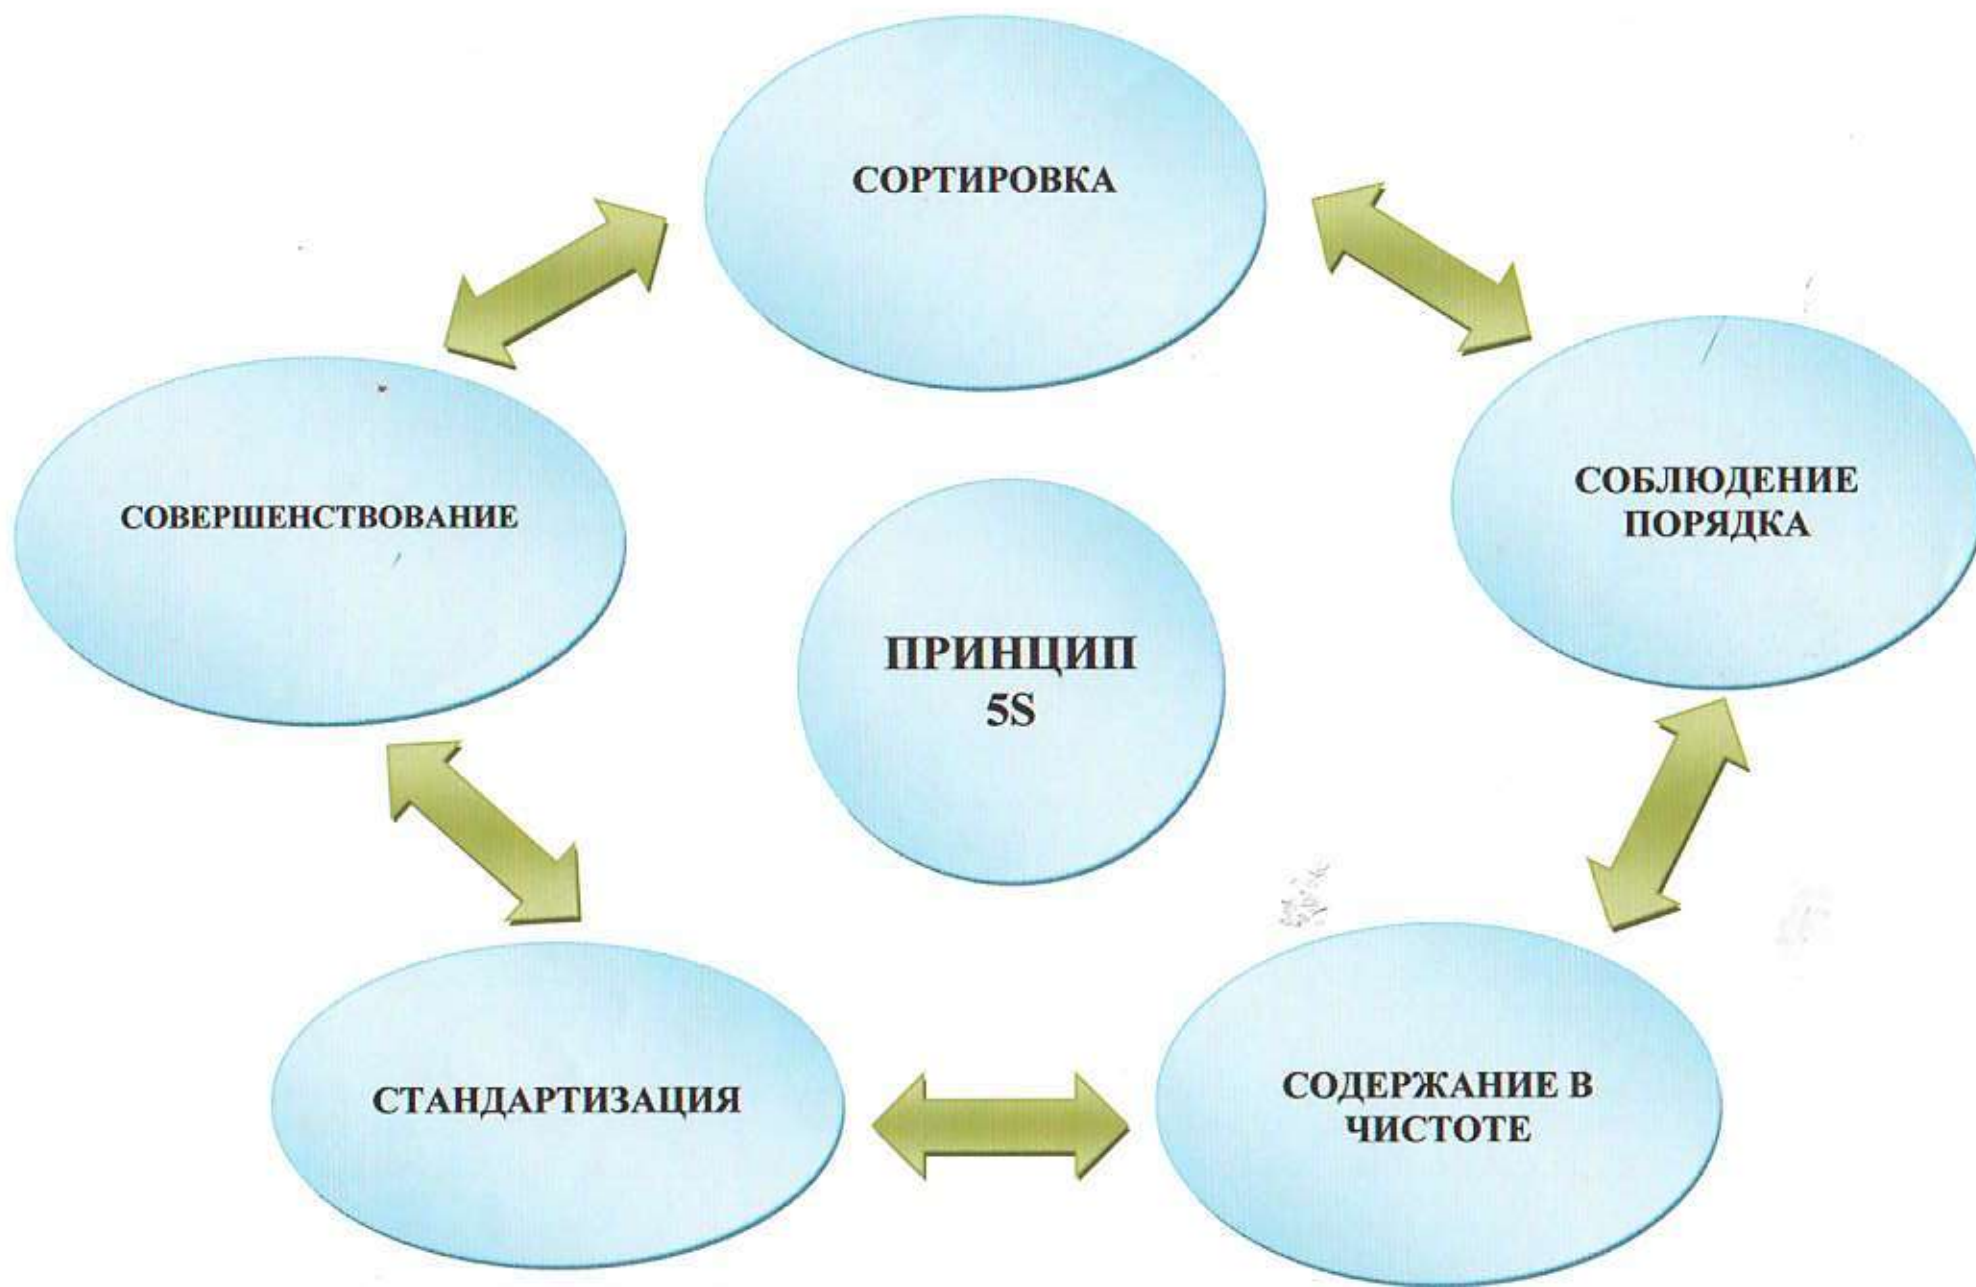 СОРТИРОВКА
СОБЛЮДЕНИЕ
ПОРЯДКА
СОВЕРШЕНСТВОВАНИЕ
ПРИНЦИП
5S
СТАНДАРТИЗАЦИЯ
СОДЕРЖАНИЕ В
ЧИСТОТЕ